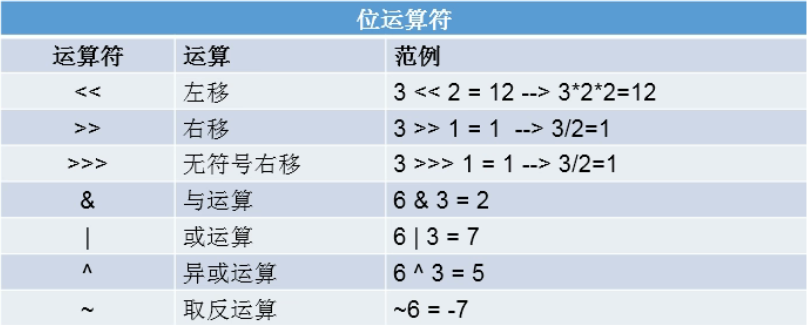 位运算符
运算符 运算 范例
<< 左移 3 << 2 = 12 --> 3*2*2=12
>> 右移 3 >> 1 = 1 --> 3/2=1
>>> 无符号右移 3 >>> 1 = 1 --> 3/2=1
& 与运算 6 & 3 = 2
| 或运算 6 | 3 = 7
^ 异或运算 6 ^ 3 = 5
~ 取反运算 ~6 = -7